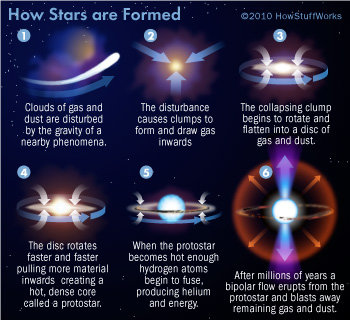 How Stars are Formed
©2010 HowStuffWorks
1
Clouds of gas and
dust are disturbed
by the gravity of a
nearby phenomena.
2
The disturbance
causes clumps to
form and draw gas
inwards
3
The collapsing clump
begins to rotate and
flatten into a disc of
gas and dust.
4
The disc rotates
faster and faster
pulling more material
inwards creating a
hot, dense core
called a protostar.
5
When the protostar
becomes hot enough
hydrogen atoms
begin to fuse,
producing helium
and energy.
6
After millions of years a
bipolar flow erupts from the
protostar and blasts away
remaining gas and dust.